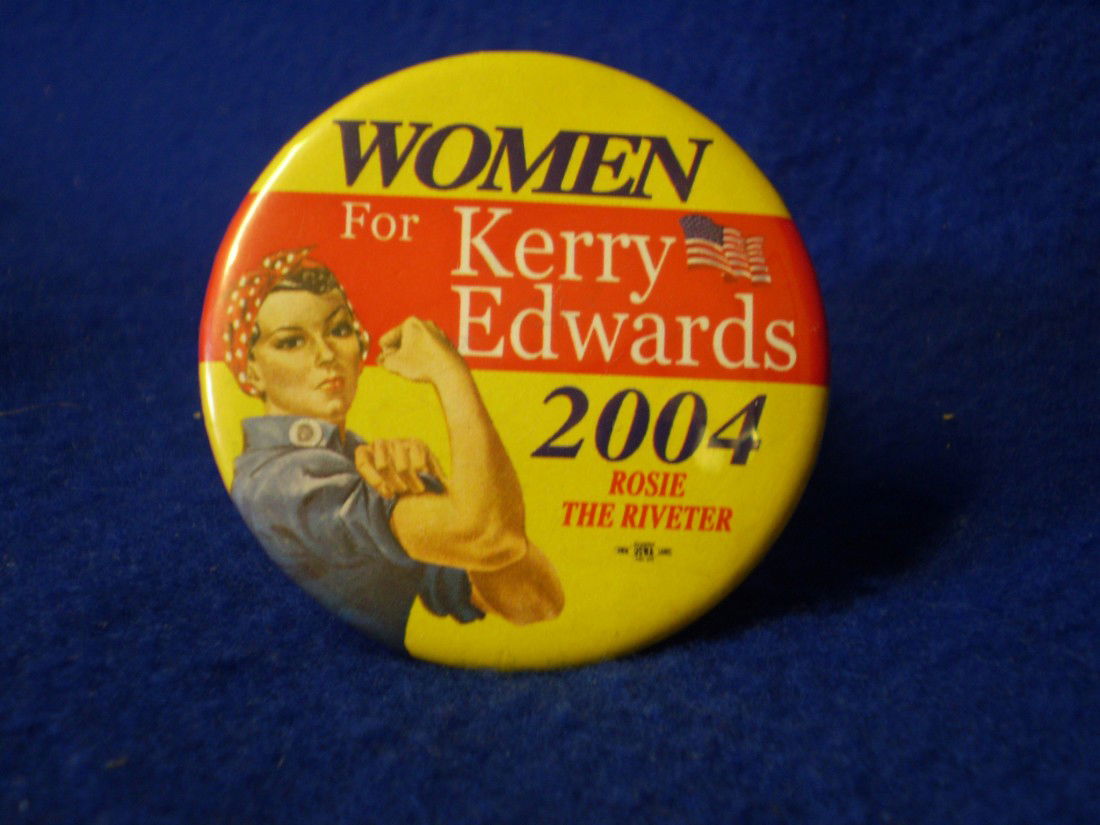 WOMEN
For Kerry
Edwards
2004
ROSIE
THE RIVETER